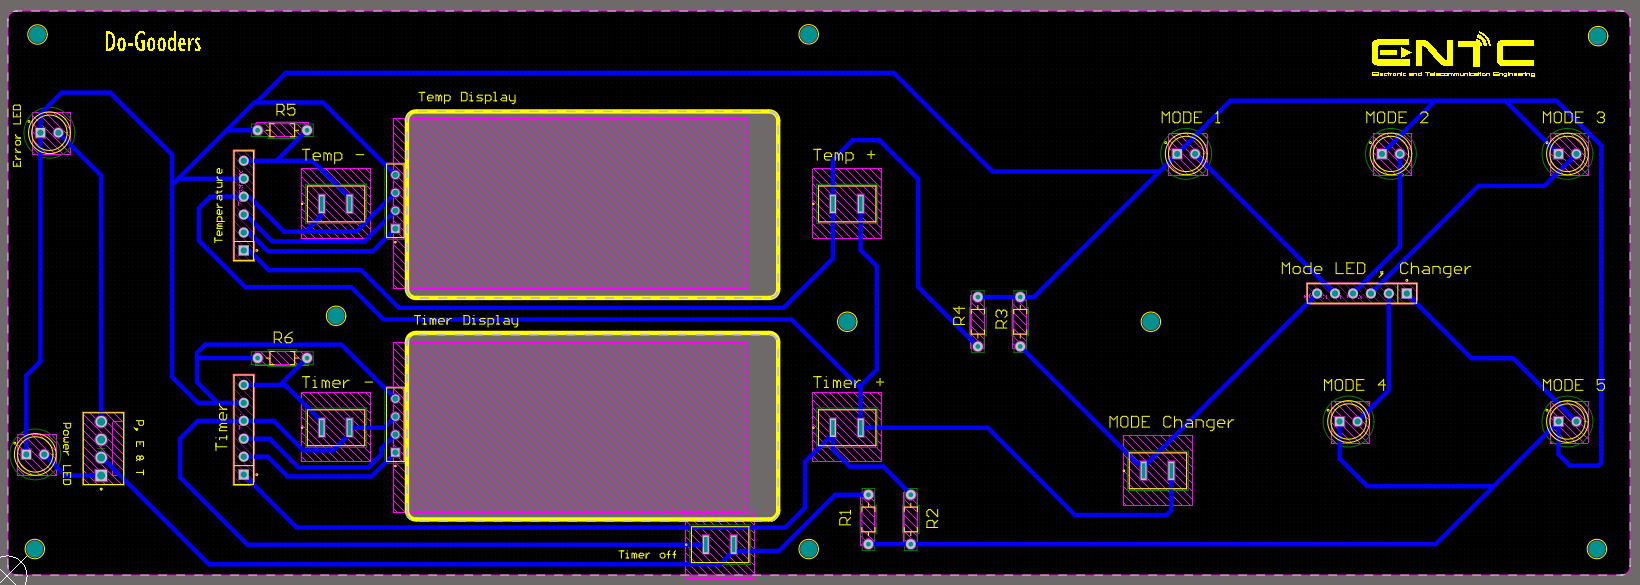 Do-Gooders
ENTC
Electronic and Telecommunication Engineering
Temp Display
Error LED
R5
MODE 1
MODE 2
MODE 3
Temp -
Temp +
Temperature
Mode LED , Changer
R4
R3
Timer Display
R6
Timer -
Timer +
MODE 4
MODE 5
Timer
Power LED
P, E & T
MODE Changer
R1
R2
Timer off